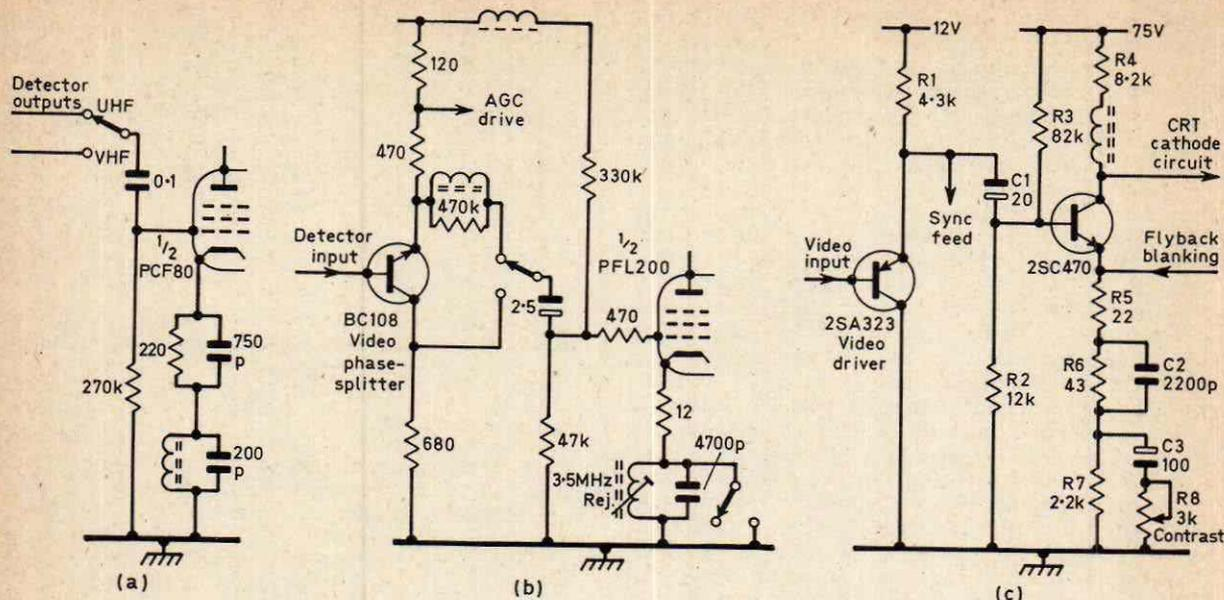 Detector
outputs
UHF
VHF
0·1
1/2
PCF80
220
750
p
270k
200
p
(a)
120
AGC
drive
470
470k
330k
Detector
input
BC108
Video
phase-
splitter
2·5
470
1/2
PFL200
680
47k
12
4700p
3·5MHz
Rej.
(b)
12V
R1
4·3k
75V
R4
8·2k
R3
82k
CRT
cathode
circuit
C1
20
Sync
feed
Video
input
2SA323
Video
driver
2SC470
Flyback
blanking
R5
22
R6
43
C2
2200p
R2
12k
C3
100
R7
2·2k
R8
3k
Contrast
(c)